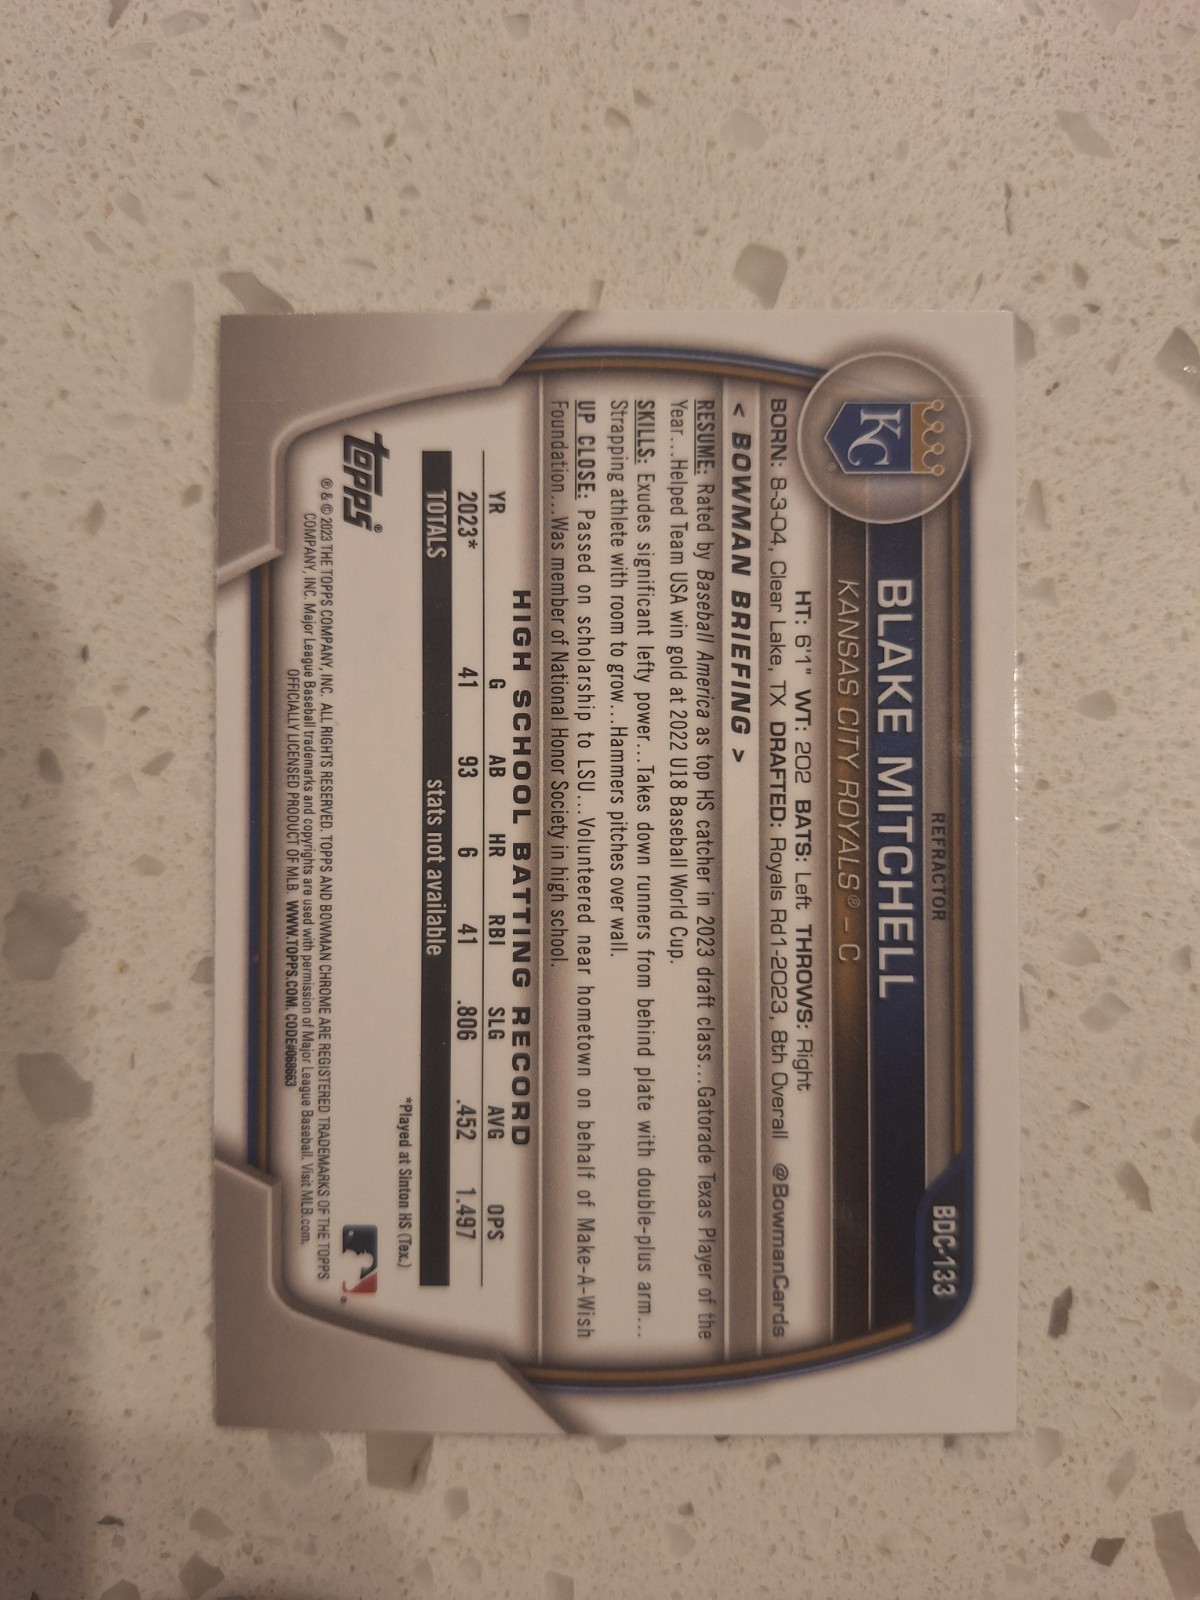 REFRACTOR
BDC-133
BLAKE MITCHELL
KANSAS CITY ROYALS® – C
KC
®
HT: 6'1" WT: 202 BATS: Left THROWS: Right
BORN: 8-3-04, Clear Lake, TX DRAFTED: Royals Rd1-2023, 8th Overall @BowmanCards
< BOWMAN BRIEFING >
RESUME: Rated by Baseball America as top HS catcher in 2023 draft class...Gatorade Texas Player of the
Year...Helped Team USA win gold at 2022 U18 Baseball World Cup.
SKILLS: Exudes significant lefty power...Takes down runners from behind plate with double-plus arm...
Strapping athlete with room to grow...Hammers pitches over wall.
UP CLOSE: Passed on scholarship to LSU...Volunteered near hometown on behalf of Make-A-Wish
Foundation...Was member of National Honor Society in high school.
HIGH SCHOOL BATTING RECORD
YR G AB HR RBI SLG AVG OPS
2023* 41 93 6 41 .806 .452 1.497
TOTALS stats not available
*Played at Sinton HS (Tex.)
topps®
® & © 2023 THE TOPPS COMPANY, INC. ALL RIGHTS RESERVED. TOPPS AND BOWMAN CHROME ARE REGISTERED TRADEMARKS OF THE TOPPS
COMPANY, INC. Major League Baseball trademarks and copyrights are used with permission of Major League Baseball. Visit MLB.com.
OFFICIALLY LICENSED PRODUCT OF MLB WWW.TOPPS.COM. CODE#068663